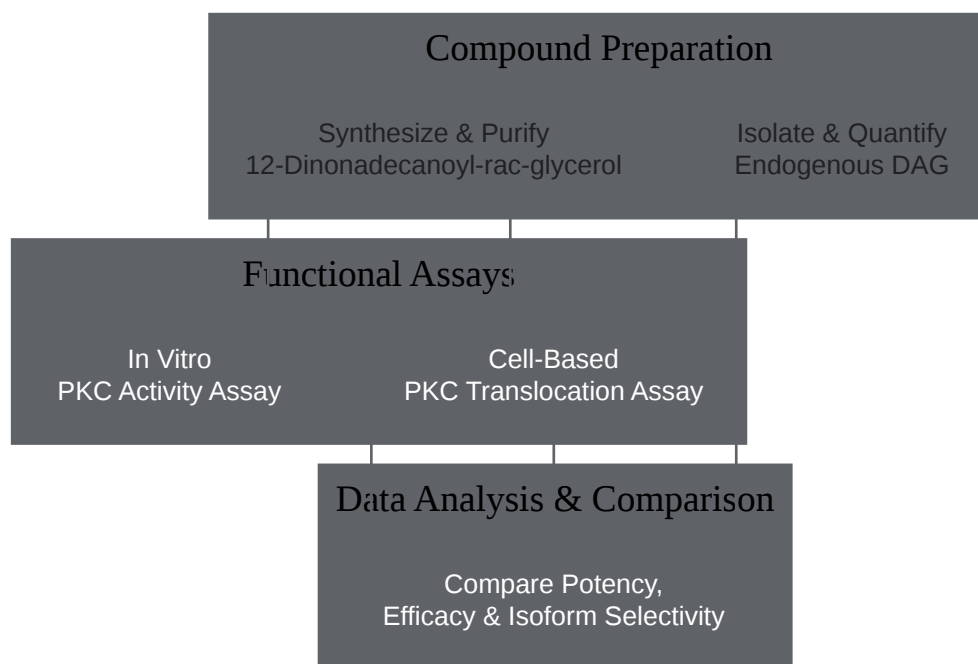 Compound Preparation
Synthesize & Purify
12-Dinonadecanoyl-rac-glycerol
Isolate & Quantify
Endogenous DAG
Functional Assays
In Vitro
PKC Activity Assay
Cell-Based
PKC Translocation Assay
Data Analysis & Comparison
Compare Potency,
Efficacy & Isoform Selectivity